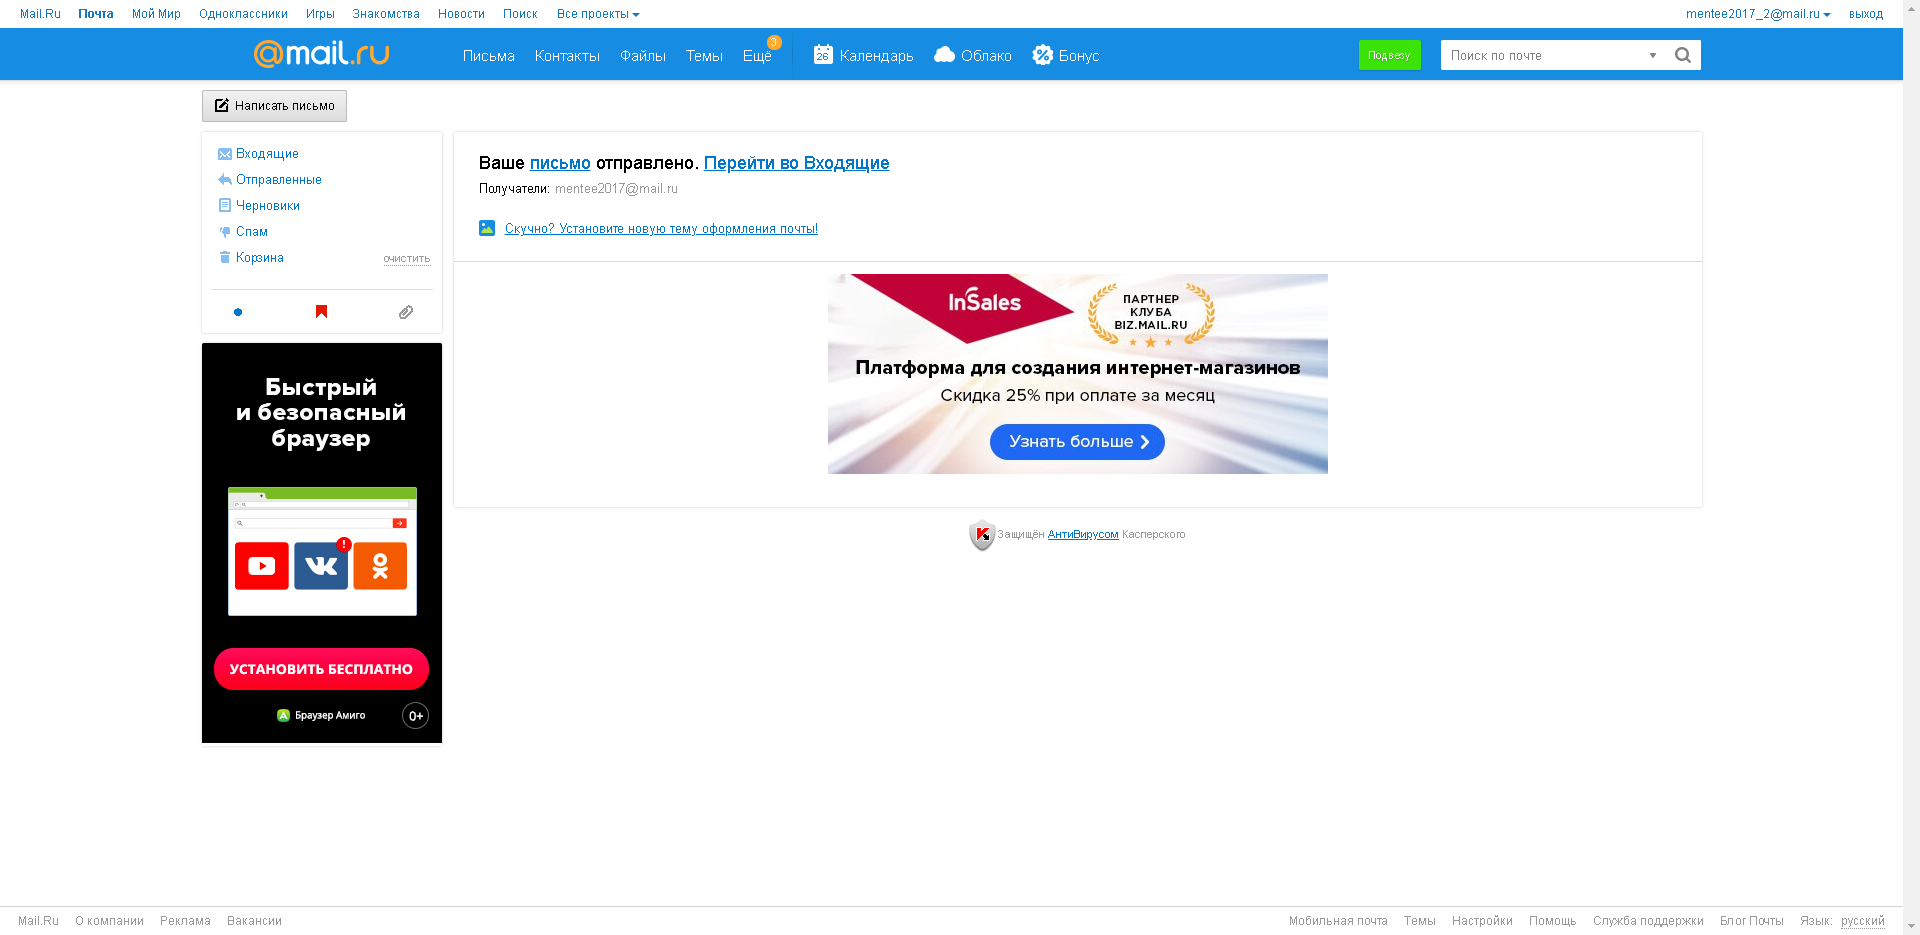 Mail.Ru Почта Мой Мир Одноклассники Игры Знакомства Новости Поиск Все проекты mentee2017_2@mail.ru выход
@mail.ru Письма Контакты Файлы Темы Ещё 3 26 Календарь Облако Бонус Подвезу Поиск по почте
Написать письмо
Входящие
Отправленные
Черновики
Спам
Корзина очистить
Ваше письмо отправлено. Перейти во Входящие
Получатели: mentee2017@mail.ru
Скучно? Установите новую тему оформления почты!
InSales
ПАРТНЕР
КЛУБА
BIZ.MAIL.RU
Платформа для создания интернет-магазинов
Скидка 25% при оплате за месяц
Узнать больше
Защищён АнтиВирусом Касперского
Быстрый
и безопасный
браузер
УСТАНОВИТЬ БЕСПЛАТНО
Браузер Амиго 0+
Mail.Ru О компании Реклама Вакансии Мобильная почта Темы Настройки Помощь Служба поддержки Блог Почты Язык: русский